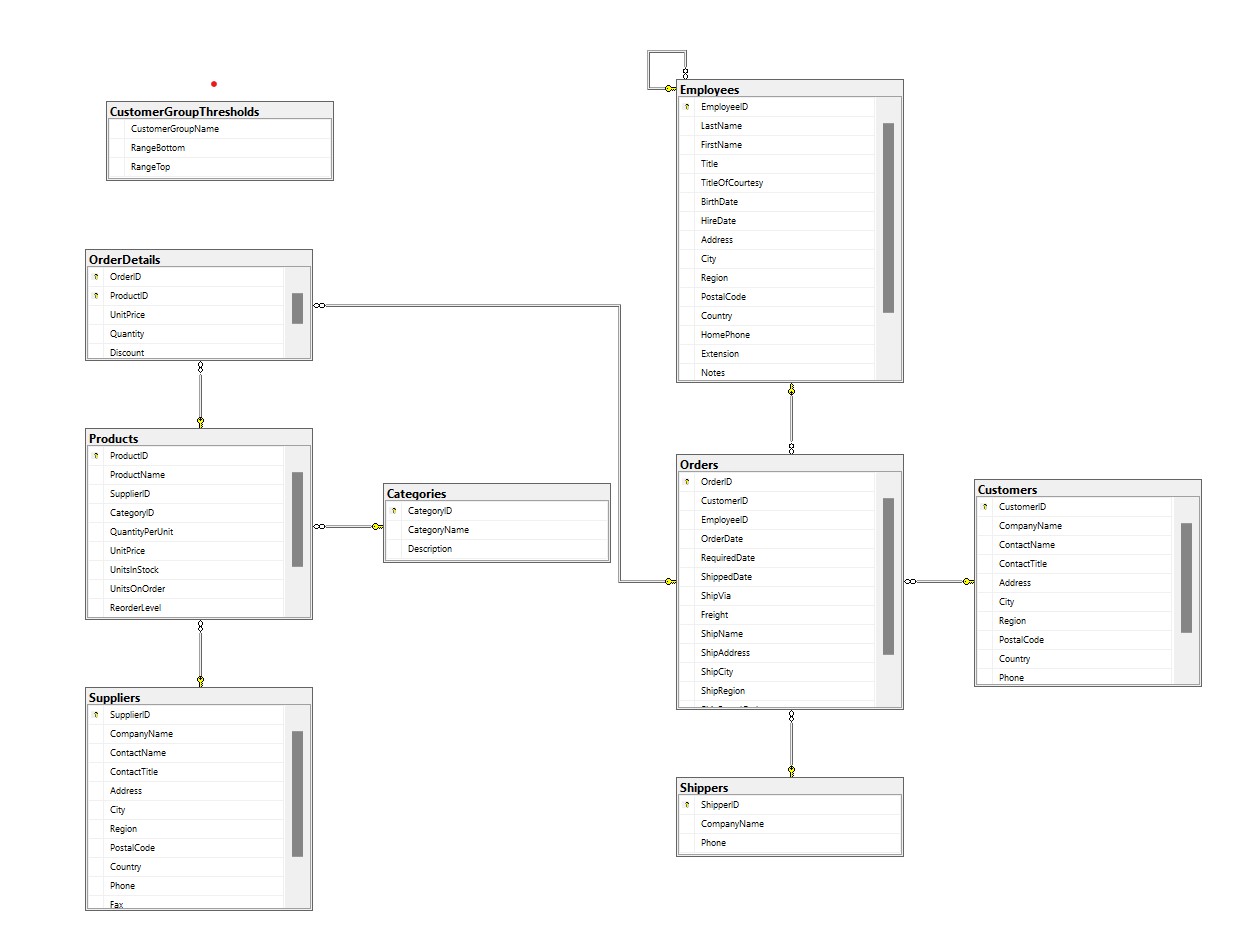 CustomerGroupThresholds
CustomerGroupName
RangeBottom
RangeTop
OrderDetails
OrderID
ProductID
UnitPrice
Quantity
Discount
Products
ProductID
ProductName
SupplierID
CategoryID
QuantityPerUnit
UnitPrice
UnitsInStock
UnitsOnOrder
ReorderLevel
Suppliers
SupplierID
CompanyName
ContactName
ContactTitle
Address
City
Region
PostalCode
Country
Phone
Fax
Categories
CategoryID
CategoryName
Description
Employees
EmployeeID
LastName
FirstName
Title
TitleOfCourtesy
BirthDate
HireDate
Address
City
Region
PostalCode
Country
HomePhone
Extension
Notes
Orders
OrderID
CustomerID
EmployeeID
OrderDate
RequiredDate
ShippedDate
ShipVia
Freight
ShipName
ShipAddress
ShipCity
ShipRegion
Shippers
ShipperID
CompanyName
Phone
Customers
CustomerID
CompanyName
ContactName
ContactTitle
Address
City
Region
PostalCode
Country
Phone